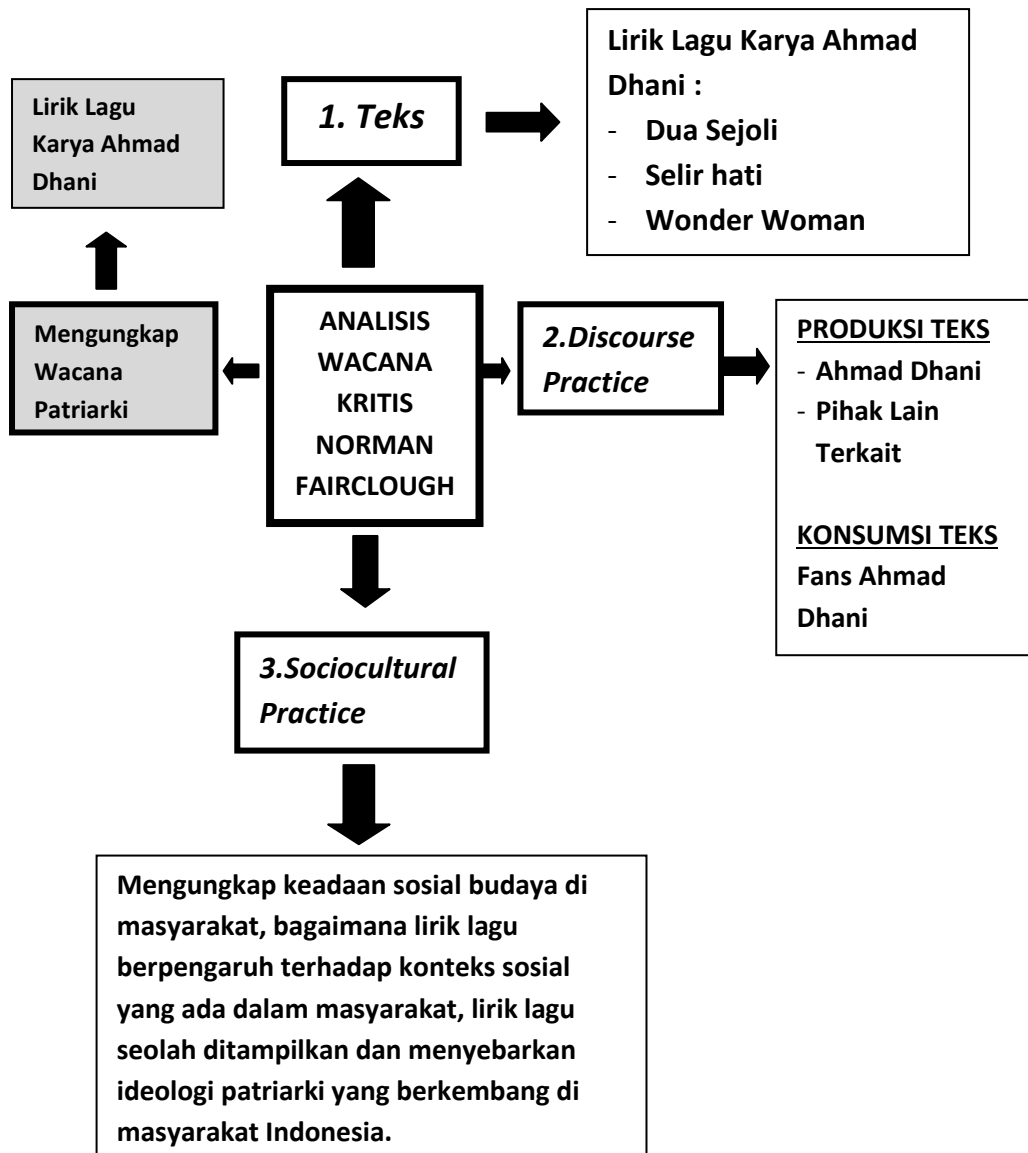 Lirik Lagu
Karya Ahmad
Dhani
1. Teks
Lirik Lagu Karya Ahmad
Dhani :
- Dua Sejoli
- Selir hati
- Wonder Woman
Mengungkap
Wacana
Patriarki
ANALISIS
WACANA
KRITIS
NORMAN
FAIRCLOUGH
2.Discourse
Practice
PRODUKSI TEKS
- Ahmad Dhani
- Pihak Lain
Terkait
KONSUMSI TEKS
Fans Ahmad
Dhani
3.Sociocultural
Practice
Mengungkap keadaan sosial budaya di
masyarakat, bagaimana lirik lagu
berpengaruh terhadap konteks sosial
yang ada dalam masyarakat, lirik lagu
seolah ditampilkan dan menyebarkan
ideologi patriarki yang berkembang di
masyarakat Indonesia.